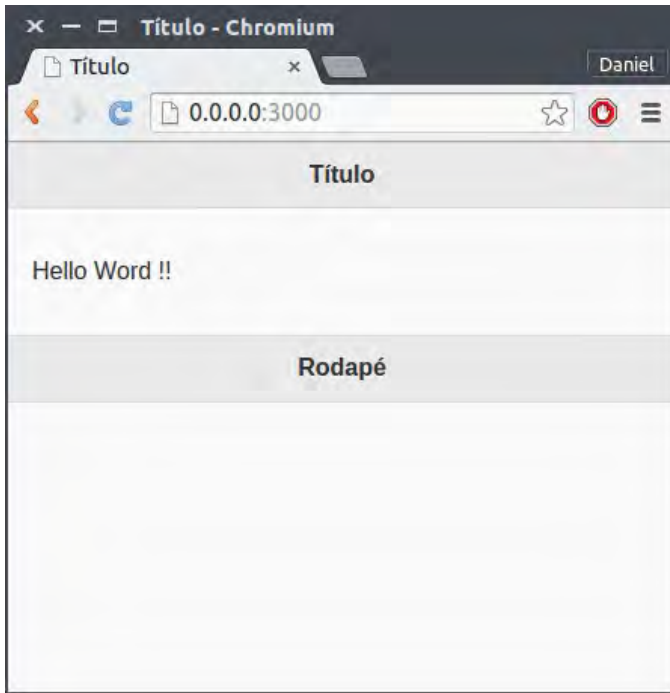 Título - Chromium
Título
Daniel
0.0.0.0:3000
Título
Hello Word !!
Rodapé